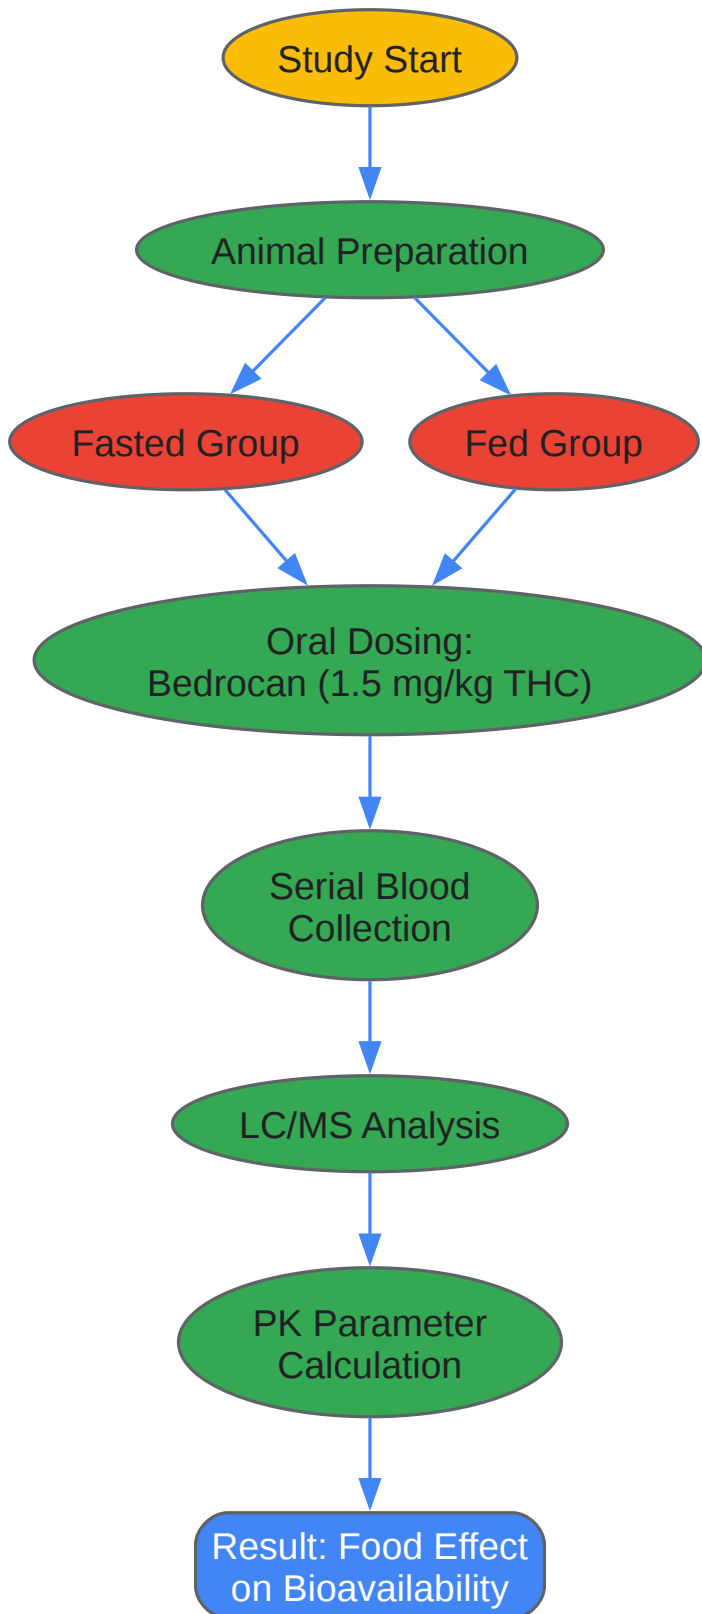 Study Start
Animal Preparation
Fasted Group
Fed Group
Oral Dosing:
Bedrocan (1.5 mg/kg THC)
Serial Blood
Collection
LC/MS Analysis
PK Parameter
Calculation
Result: Food Effect
on Bioavailability